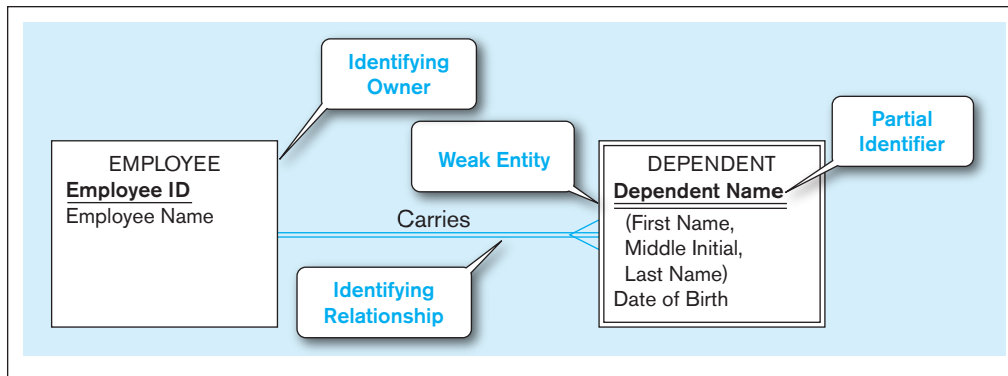 Identifying
Owner
Partial
Identifier
Weak Entity
EMPLOYEE
Employee ID
Employee Name
DEPENDENT
Dependent Name
(First Name,
Middle Initial,
Last Name)
Date of Birth
Carries
Identifying
Relationship